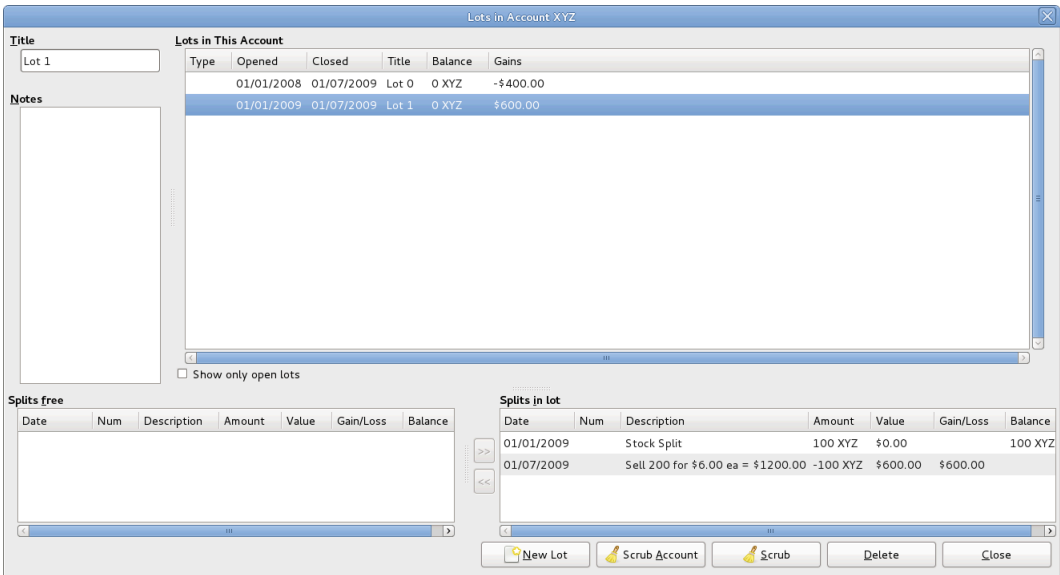 Lots in Account XYZ
Title
Lot 1
Notes
Lots in This Account
Type Opened Closed Title Balance Gains
01/01/2008 01/07/2009 Lot 0 0 XYZ -$400.00
01/01/2009 01/07/2009 Lot 1 0 XYZ $600.00
Show only open lots
Splits free
Date Num Description Amount Value Gain/Loss Balance
>>
<<
Splits in lot
Date Num Description Amount Value Gain/Loss Balance
01/01/2009 Stock Split 100 XYZ $0.00 100 XYZ
01/07/2009 Sell 200 for $6.00 ea = $1200.00 -100 XYZ $600.00 $600.00
New Lot Scrub Account Scrub Delete Close